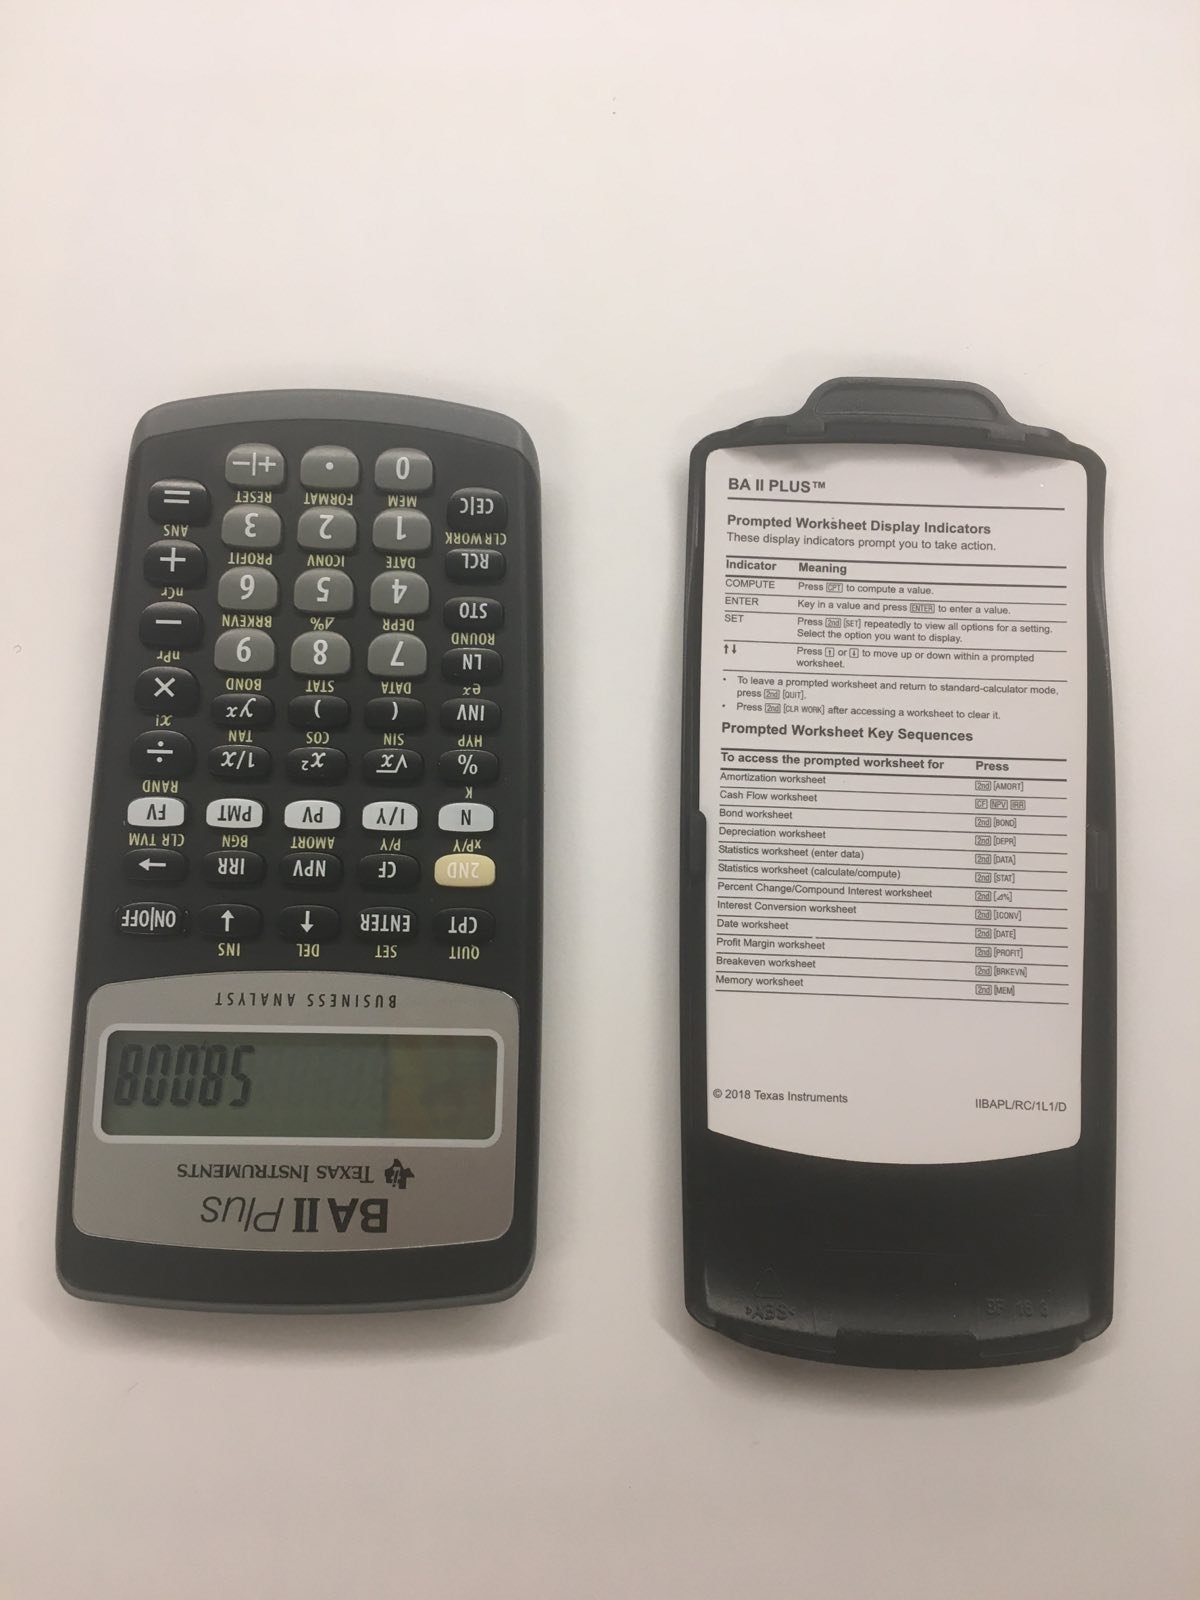 BA II Plus
TEXAS INSTRUMENTS
80085
BUSINESS ANALYST
QUIT SET DEL INS
CPT ENTER ↓ ↑ ON|OFF
2ND CF NPV IRR →
xP/Y P/Y AMORT BGN CLR TVM
N I/Y PV PMT FV
K RAND
% √x x² 1/x ÷
HYP SIN COS TAN x!
INV ( ) yˣ ×
eˣ DATA STAT BOND nPr
LN 7 8 9 −
ROUND DEPR Δ% BRKEVN nCr
STO 4 5 6 +
DATE ICONV PROFIT ANS
RCL 1 2 3 =
CLR WORK MEM FORMAT RESET
CE|C 0 . +|−
BA II PLUS™
Prompted Worksheet Display Indicators
These display indicators prompt you to take action.
Indicator Meaning
COMPUTE Press [CPT] to compute a value.
ENTER Key in a value and press [ENTER] to enter a value.
SET Press [2nd] [SET] repeatedly to view all options for a setting.
Select the option you want to display.
↑↓ Press [↑] or [↓] to move up or down within a prompted
worksheet.
• To leave a prompted worksheet and return to standard-calculator mode,
press [2nd] [QUIT].
• Press [2nd] [CLR WORK] after accessing a worksheet to clear it.
Prompted Worksheet Key Sequences
To access the prompted worksheet for Press
Amortization worksheet [2nd] [AMORT]
Cash Flow worksheet [CF] [NPV] [IRR]
Bond worksheet [2nd] [BOND]
Depreciation worksheet [2nd] [DEPR]
Statistics worksheet (enter data) [2nd] [DATA]
Statistics worksheet (calculate/compute) [2nd] [STAT]
Percent Change/Compound Interest worksheet [2nd] [Δ%]
Interest Conversion worksheet [2nd] [ICONV]
Date worksheet [2nd] [DATE]
Profit Margin worksheet [2nd] [PROFIT]
Breakeven worksheet [2nd] [BRKEVN]
Memory worksheet [2nd] [MEM]
© 2018 Texas Instruments IIBAPL/RC/1L1/D
>ABS<